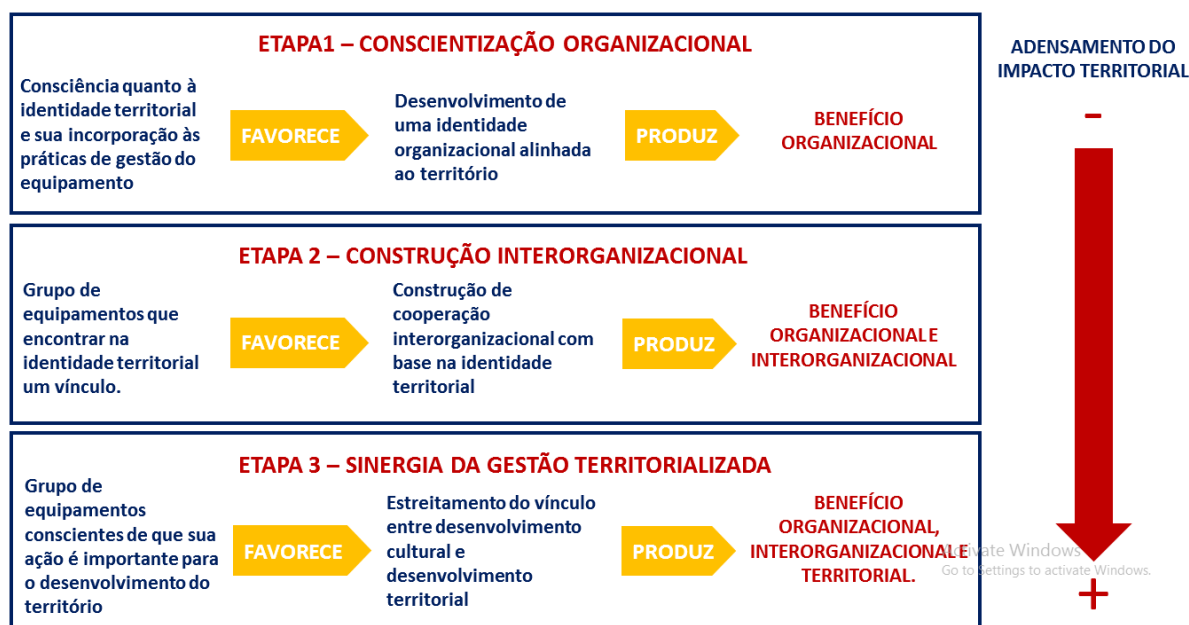 ETAPA1 – CONSCIENTIZAÇÃO ORGANIZACIONAL
Consciência quanto à
identidade territorial
e sua incorporação às
práticas de gestão do
equipamento
FAVORECE
Desenvolvimento de
uma identidade
organizacional alinhada
ao território
PRODUZ
BENEFÍCIO
ORGANIZACIONAL
ETAPA 2 – CONSTRUÇÃO INTERORGANIZACIONAL
Grupo de
equipamentos que
encontrar na
identidade territorial
um vínculo.
FAVORECE
Construção de
cooperação
interorganizacional com
base na identidade
territorial
PRODUZ
BENEFÍCIO
ORGANIZACIONAL E
INTERORGANIZACIONAL
ETAPA 3 – SINERGIA DA GESTÃO TERRITORIALIZADA
Grupo de
equipamentos
conscientes de que sua
ação é importante para
o desenvolvimento do
território
FAVORECE
Estreitamento do vínculo
entre desenvolvimento
cultural e
desenvolvimento
territorial
PRODUZ
BENEFÍCIO
ORGANIZACIONAL,
INTERORGANIZACIONAL E
TERRITORIAL.
ADENSAMENTO DO
IMPACTO TERRITORIAL
-
+
Activate Windows
Go to Settings to activate Windows.